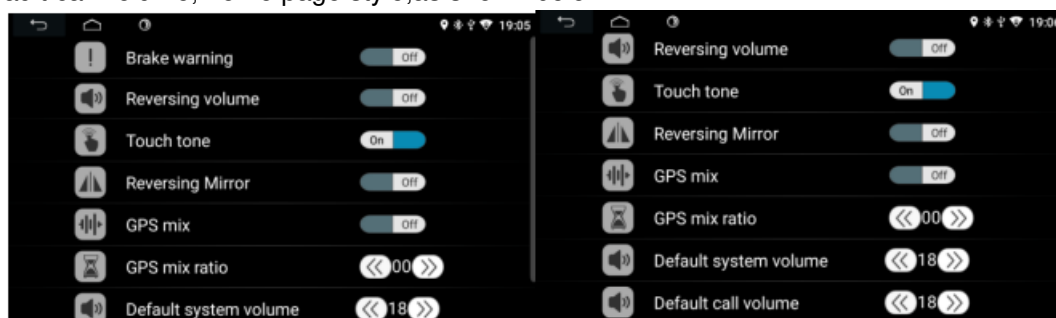 19:05
Brake warning Off
Reversing volume Off
Touch tone On
Reversing Mirror Off
GPS mix Off
GPS mix ratio 00
Default system volume 18
19:06
Reversing volume Off
Touch tone On
Reversing Mirror Off
GPS mix Off
GPS mix ratio 00
Default system volume 18
Default call volume 18